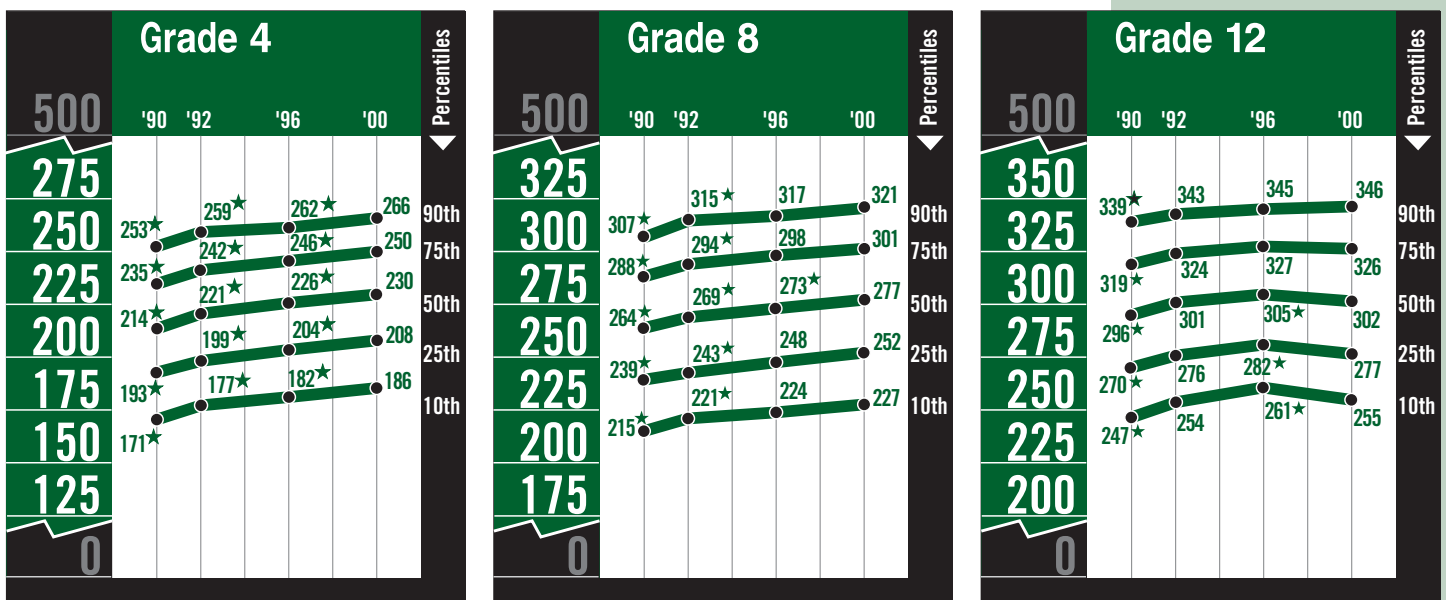 Grade 4
Percentiles
500
'90 '92 '96 '00
275
250
225
200
175
150
125
0
253★ 259★ 262★ 266
235★ 242★ 246★ 250
214★ 221★ 226★ 230
193★ 199★ 204★ 208
171★ 177★ 182★ 186
90th
75th
50th
25th
10th
Grade 8
Percentiles
500
'90 '92 '96 '00
325
300
275
250
225
200
175
0
307★ 315★ 317 321
288★ 294★ 298 301
264★ 269★ 273★ 277
239★ 243★ 248 252
215★ 221★ 224 227
90th
75th
50th
25th
10th
Grade 12
Percentiles
500
'90 '92 '96 '00
350
325
300
275
250
225
200
0
339★ 343 345 346
319★ 324 327 326
296★ 301 305★ 302
270★ 276 282★ 277
247★ 254 261★ 255
90th
75th
50th
25th
10th